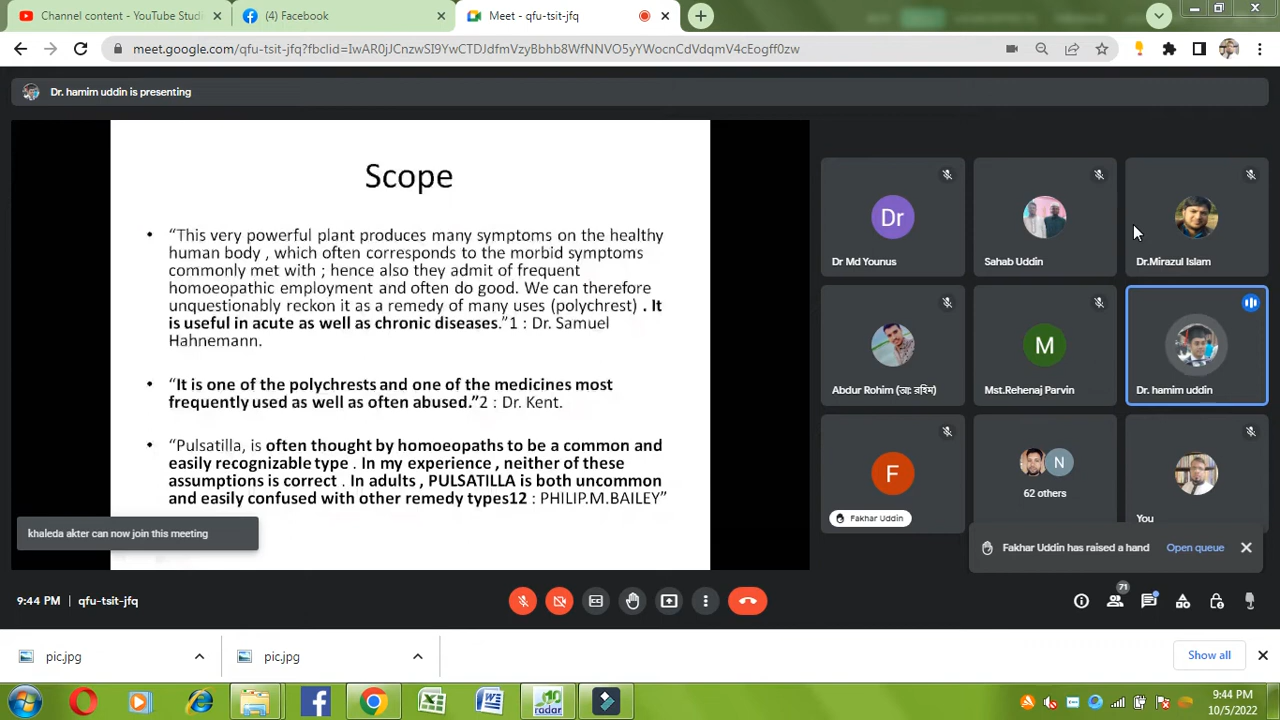 Channel content - YouTube Studi
(4) Facebook
Meet - qfu-tsit-jfq
meet.google.com/qfu-tsit-jfq?fbclid=IwAR0jJCnzwSI9YwCTDJdfmVzyBbhb8WfNNVO5yYWocnCdVdqmV4cEogff0zw
Dr. hamim uddin is presenting
Scope
• “This very powerful plant produces many symptoms on the healthy
human body , which often corresponds to the morbid symptoms
commonly met with ; hence also they admit of frequent
homoeopathic employment and often do good. We can therefore
unquestionably reckon it as a remedy of many uses (polychrest) . It
is useful in acute as well as chronic diseases.”1 : Dr. Samuel
Hahnemann.
• “It is one of the polychrests and one of the medicines most
frequently used as well as often abused.”2 : Dr. Kent.
• “Pulsatilla, is often thought by homoeopaths to be a common and
easily recognizable type . In my experience , neither of these
assumptions is correct . In adults , PULSATILLA is both uncommon
and easily confused with other remedy types12 : PHILIP.M.BAILEY”
khaleda akter can now join this meeting
Dr
Dr Md Younus
Sahab Uddin
Dr.Mirazul Islam
Abdur Rohim (ডাঃ রহিম)
M
Mst.Rehenaj Parvin
Dr. hamim uddin
F
Fakhar Uddin
N
62 others
You
Fakhar Uddin has raised a hand
Open queue
9:44 PM | qfu-tsit-jfq
71
pic.jpg
pic.jpg
Show all
10
radar
9:44 PM
10/5/2022